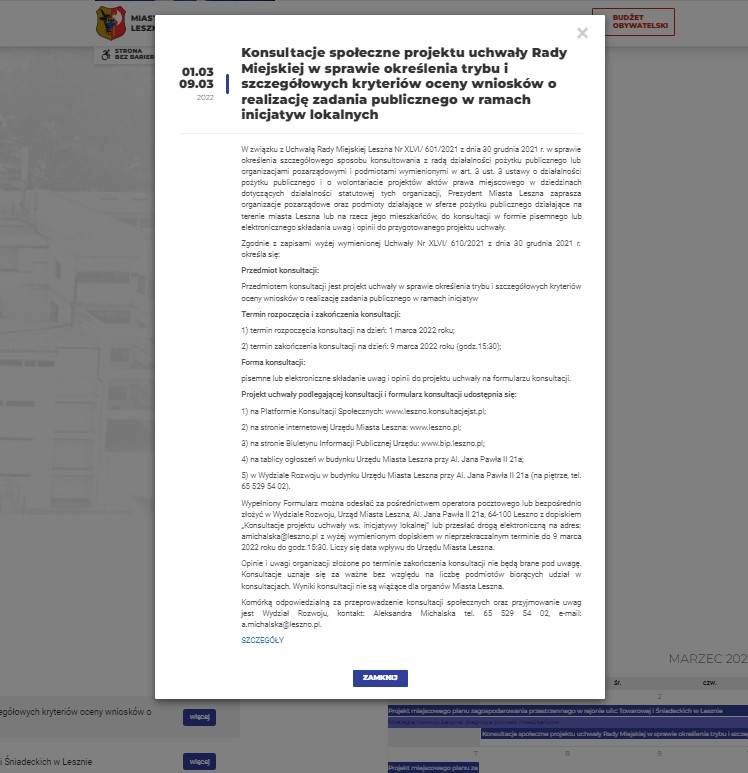 MIAST
LESZN
STRONA
BEZ BARIER
BUDŻET
OBYWATELSKI
×
01.03
09.03
2022
Konsultacje społeczne projektu uchwały Rady
Miejskiej w sprawie określenia trybu i
szczegółowych kryteriów oceny wniosków o
realizację zadania publicznego w ramach
inicjatyw lokalnych
W związku z Uchwałą Rady Miejskiej Leszna Nr XLVI/ 601/2021 z dnia 30 grudnia 2021 r. w sprawie
określenia szczegółowego sposobu konsultowania z radą działalności pożytku publicznego lub
organizacjami pozarządowymi i podmiotami wymienionymi w art. 3 ust. 3 ustawy o działalności
pożytku publicznego i o wolontariacie projektów aktów prawa miejscowego w dziedzinach
dotyczących działalności statutowej tych organizacji, Prezydent Miasta Leszna zaprasza
organizacje pozarządowe oraz podmioty działające w sferze pożytku publicznego działające na
terenie miasta Leszna lub na rzecz jego mieszkańców, do konsultacji w formie pisemnego lub
elektronicznego składania uwag i opinii do przygotowanego projektu uchwały.
Zgodnie z zapisami wyżej wymienionej Uchwały Nr XLVI/ 610/2021 z dnia 30 grudnia 2021 r.
określa się:
Przedmiot konsultacji:
Przedmiotem konsultacji jest projekt uchwały w sprawie określenia trybu i szczegółowych kryteriów
oceny wniosków o realizację zadania publicznego w ramach inicjatyw
Termin rozpoczęcia i zakończenia konsultacji:
1) termin rozpoczęcia konsultacji na dzień: 1 marca 2022 roku;
2) termin zakończenia konsultacji na dzień: 9 marca 2022 roku (godz.15:30);
Forma konsultacji:
pisemne lub elektroniczne składanie uwag i opinii do projektu uchwały na formularzu konsultacji.
Projekt uchwały podlegającej konsultacji i formularz konsultacji udostępnia się:
1) na Platformie Konsultacji Społecznych: www.leszno.konsultacjejst.pl;
2) na stronie internetowej Urzędu Miasta Leszna: www.leszno.pl;
3) na stronie Biuletynu Informacji Publicznej Urzędu: www.bip.leszno.pl;
4) na tablicy ogłoszeń w budynku Urzędu Miasta Leszna przy Al. Jana Pawła II 21a;
5) w Wydziale Rozwoju w budynku Urzędu Miasta Leszna przy Al. Jana Pawła II 21a (na piętrze, tel.
65 529 54 02).
Wypełniony Formularz można odesłać za pośrednictwem operatora pocztowego lub bezpośrednio
złożyć w Wydziale Rozwoju, Urząd Miasta Leszna, Al. Jana Pawła II 21a, 64-100 Leszno z dopiskiem
„Konsultacje projektu uchwały ws. inicjatywy lokalnej” lub przesłać drogą elektroniczną na adres:
amichalska@leszno.pl z wyżej wymienionym dopiskiem w nieprzekraczalnym terminie do 9 marca
2022 roku do godz.15:30. Liczy się data wpływu do Urzędu Miasta Leszna.
Opinie i uwagi organizacji złożone po terminie zakończenia konsultacji nie będą brane pod uwagę.
Konsultacje uznaje się za ważne bez względu na liczbę podmiotów biorących udział w
konsultacjach. Wyniki konsultacji nie są wiążące dla organów Miasta Leszna.
Komórką odpowiedzialną za przeprowadzenie konsultacji społecznych oraz przyjmowanie uwag
jest Wydział Rozwoju, kontakt: Aleksandra Michalska tel. 65 529 54 02, e-mail:
a.michalska@leszno.pl.
SZCZEGÓŁY
ZAMKNIJ
MARZEC 202
śr. czw.
2
Projekt miejscowego planu zagospodarowania przestrzennego w rejonie ulic Towarowej i Śniadeckich w Lesznie
Konsultacje społeczne projektu uchwały Rady Miejskiej w sprawie określenia trybu i szcze
7 8 9
Projekt miejscowego planu za
egółowych kryteriów oceny wniosków o
więcej
i Śniadeckich w Lesznie
więcej